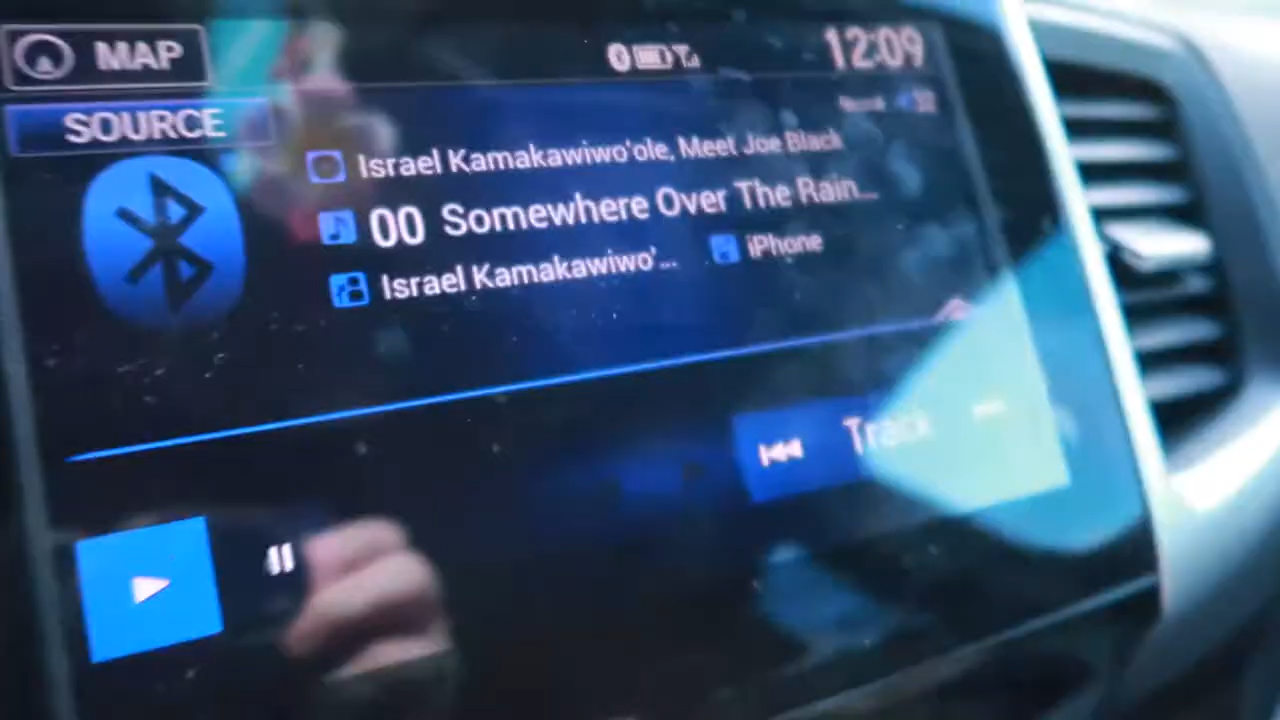 MAP
12:09
SOURCE
Israel Kamakawiwo'ole, Meet Joe Black
00 Somewhere Over The Rain...
Israel Kamakawiwo'... iPhone
Track